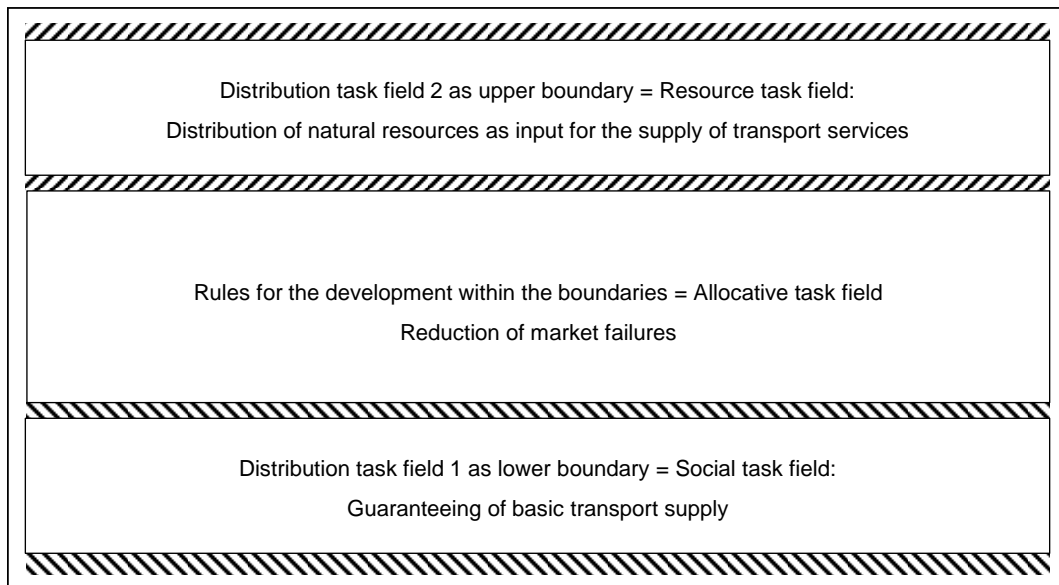 Distribution task field 2 as upper boundary = Resource task field:
Distribution of natural resources as input for the supply of transport services
Rules for the development within the boundaries = Allocative task field
Reduction of market failures
Distribution task field 1 as lower boundary = Social task field:
Guaranteeing of basic transport supply